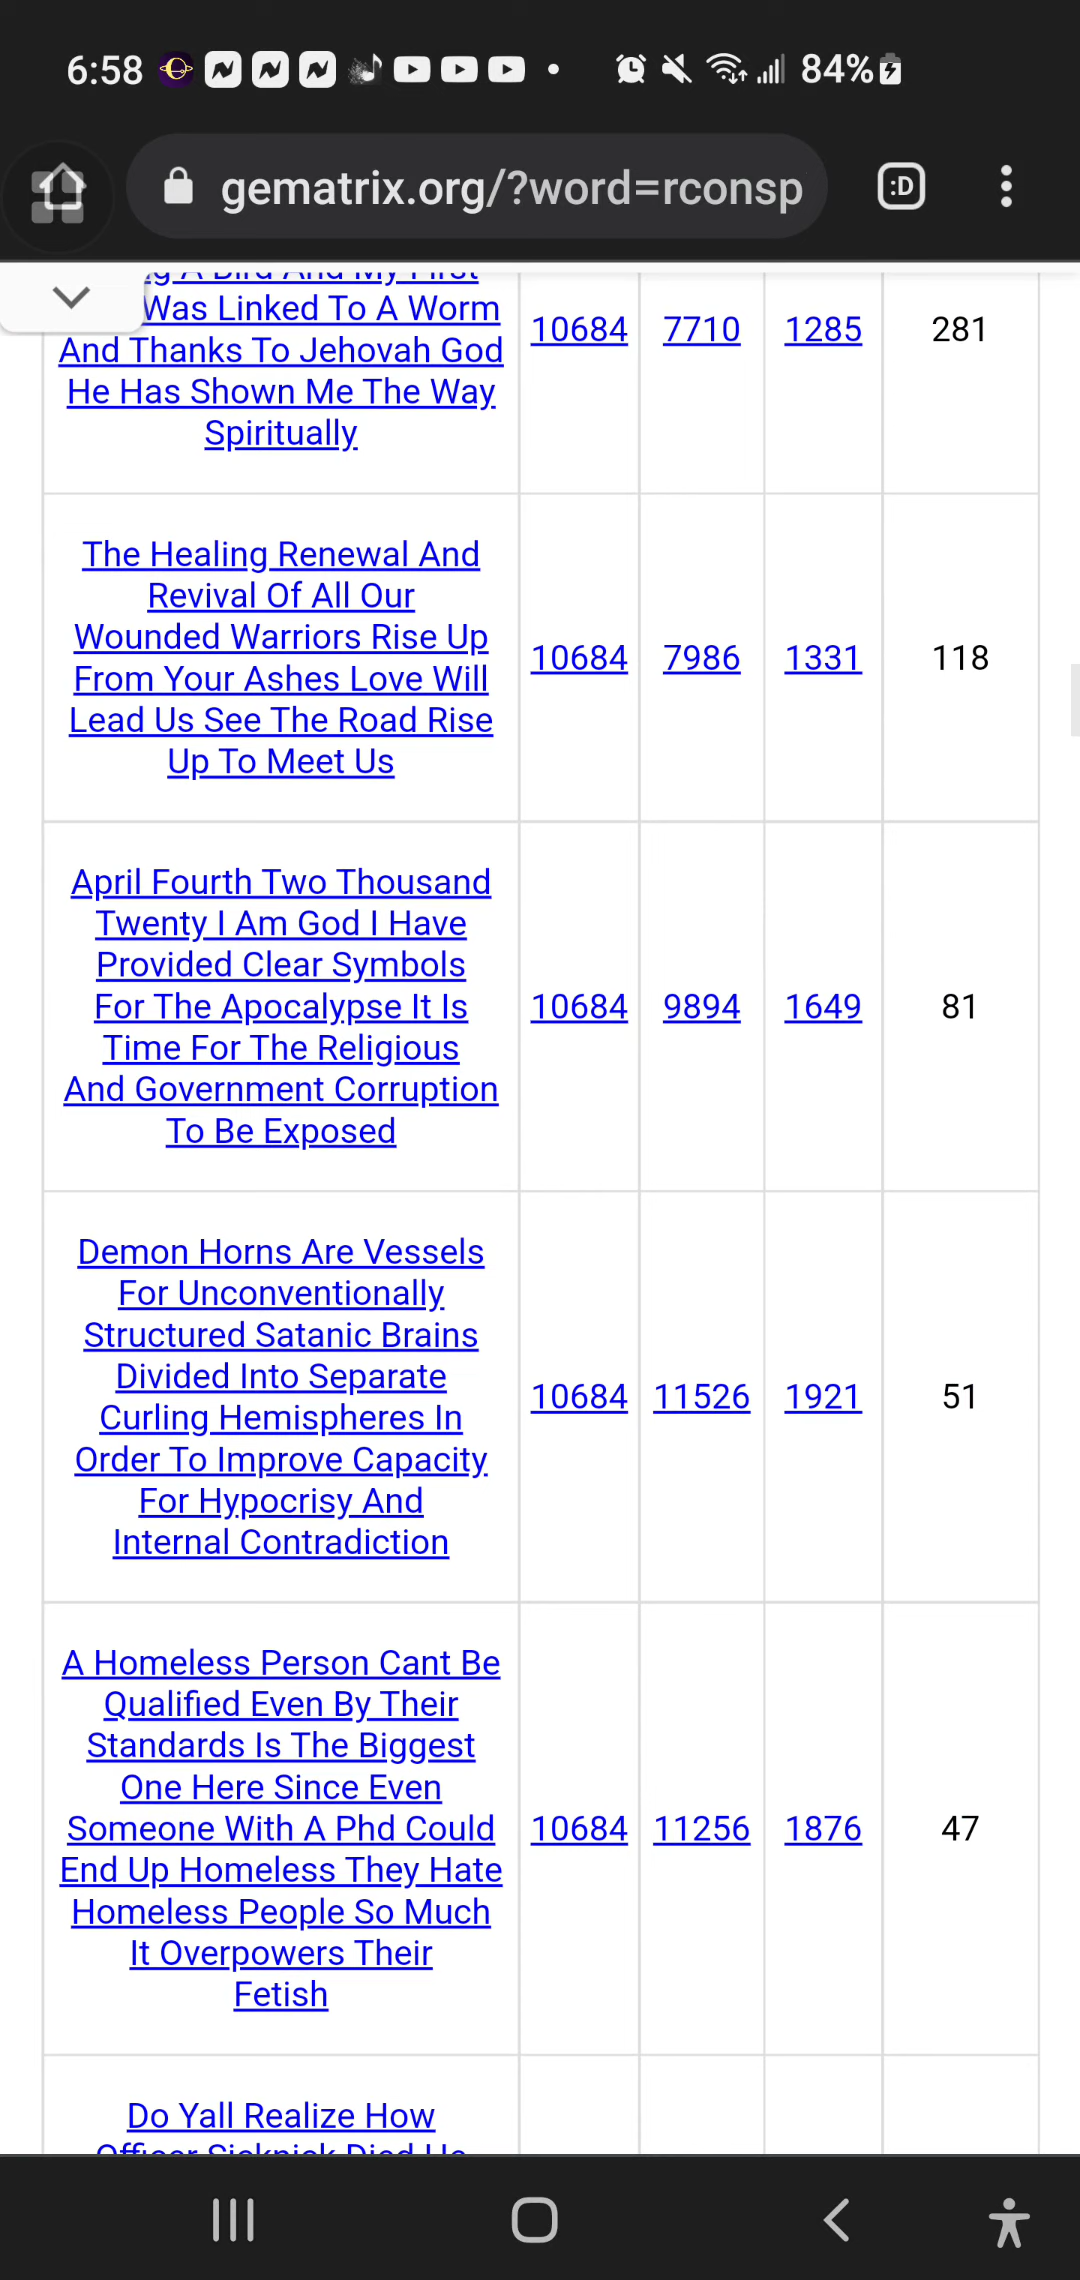 6:58
84%
gematrix.org/?word=rconsp
:D
A Bird And My First
Was Linked To A Worm
And Thanks To Jehovah God
He Has Shown Me The Way
Spiritually
10684 7710 1285 281
The Healing Renewal And
Revival Of All Our
Wounded Warriors Rise Up
From Your Ashes Love Will
Lead Us See The Road Rise
Up To Meet Us
10684 7986 1331 118
April Fourth Two Thousand
Twenty I Am God I Have
Provided Clear Symbols
For The Apocalypse It Is
Time For The Religious
And Government Corruption
To Be Exposed
10684 9894 1649 81
Demon Horns Are Vessels
For Unconventionally
Structured Satanic Brains
Divided Into Separate
Curling Hemispheres In
Order To Improve Capacity
For Hypocrisy And
Internal Contradiction
10684 11526 1921 51
A Homeless Person Cant Be
Qualified Even By Their
Standards Is The Biggest
One Here Since Even
Someone With A Phd Could
End Up Homeless They Hate
Homeless People So Much
It Overpowers Their
Fetish
10684 11256 1876 47
Do Yall Realize How
Officer Sicknick Died He